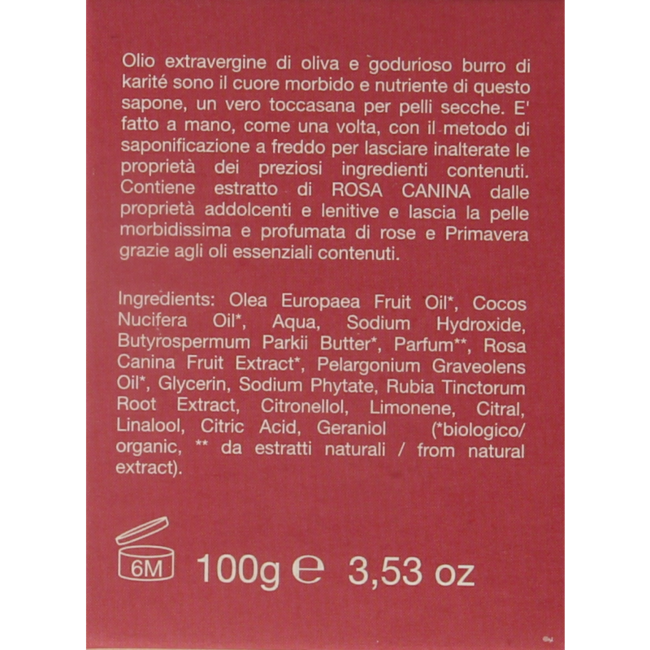 Olio extravergine di oliva e godurioso burro di
karité sono il cuore morbido e nutriente di questo
sapone, un vero toccasana per pelli secche. E'
fatto a mano, come una volta, con il metodo di
saponificazione a freddo per lasciare inalterate le
proprietà dei preziosi ingredienti contenuti.
Contiene estratto di ROSA CANINA dalle
proprietà addolcenti e lenitive e lascia la pelle
morbidissima e profumata di rose e Primavera
grazie agli oli essenziali contenuti.
Ingredients: Olea Europaea Fruit Oil*, Cocos
Nucifera Oil*, Aqua, Sodium Hydroxide,
Butyrospermum Parkii Butter*, Parfum**, Rosa
Canina Fruit Extract*, Pelargonium Graveolens
Oil*, Glycerin, Sodium Phytate, Rubia Tinctorum
Root Extract, Citronellol, Limonene, Citral,
Linalool, Citric Acid, Geraniol (*biologico/
organic, ** da estratti naturali / from natural
extract).
6M 100g ℮ 3,53 oz